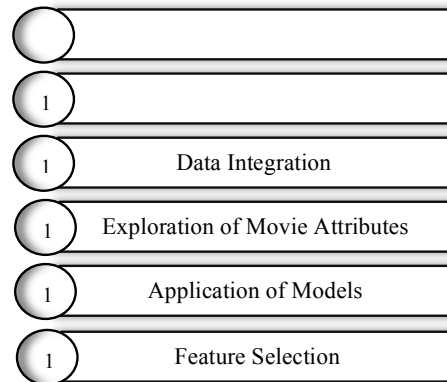 1
1 Data Integration
1 Exploration of Movie Attributes
1 Application of Models
1 Feature Selection